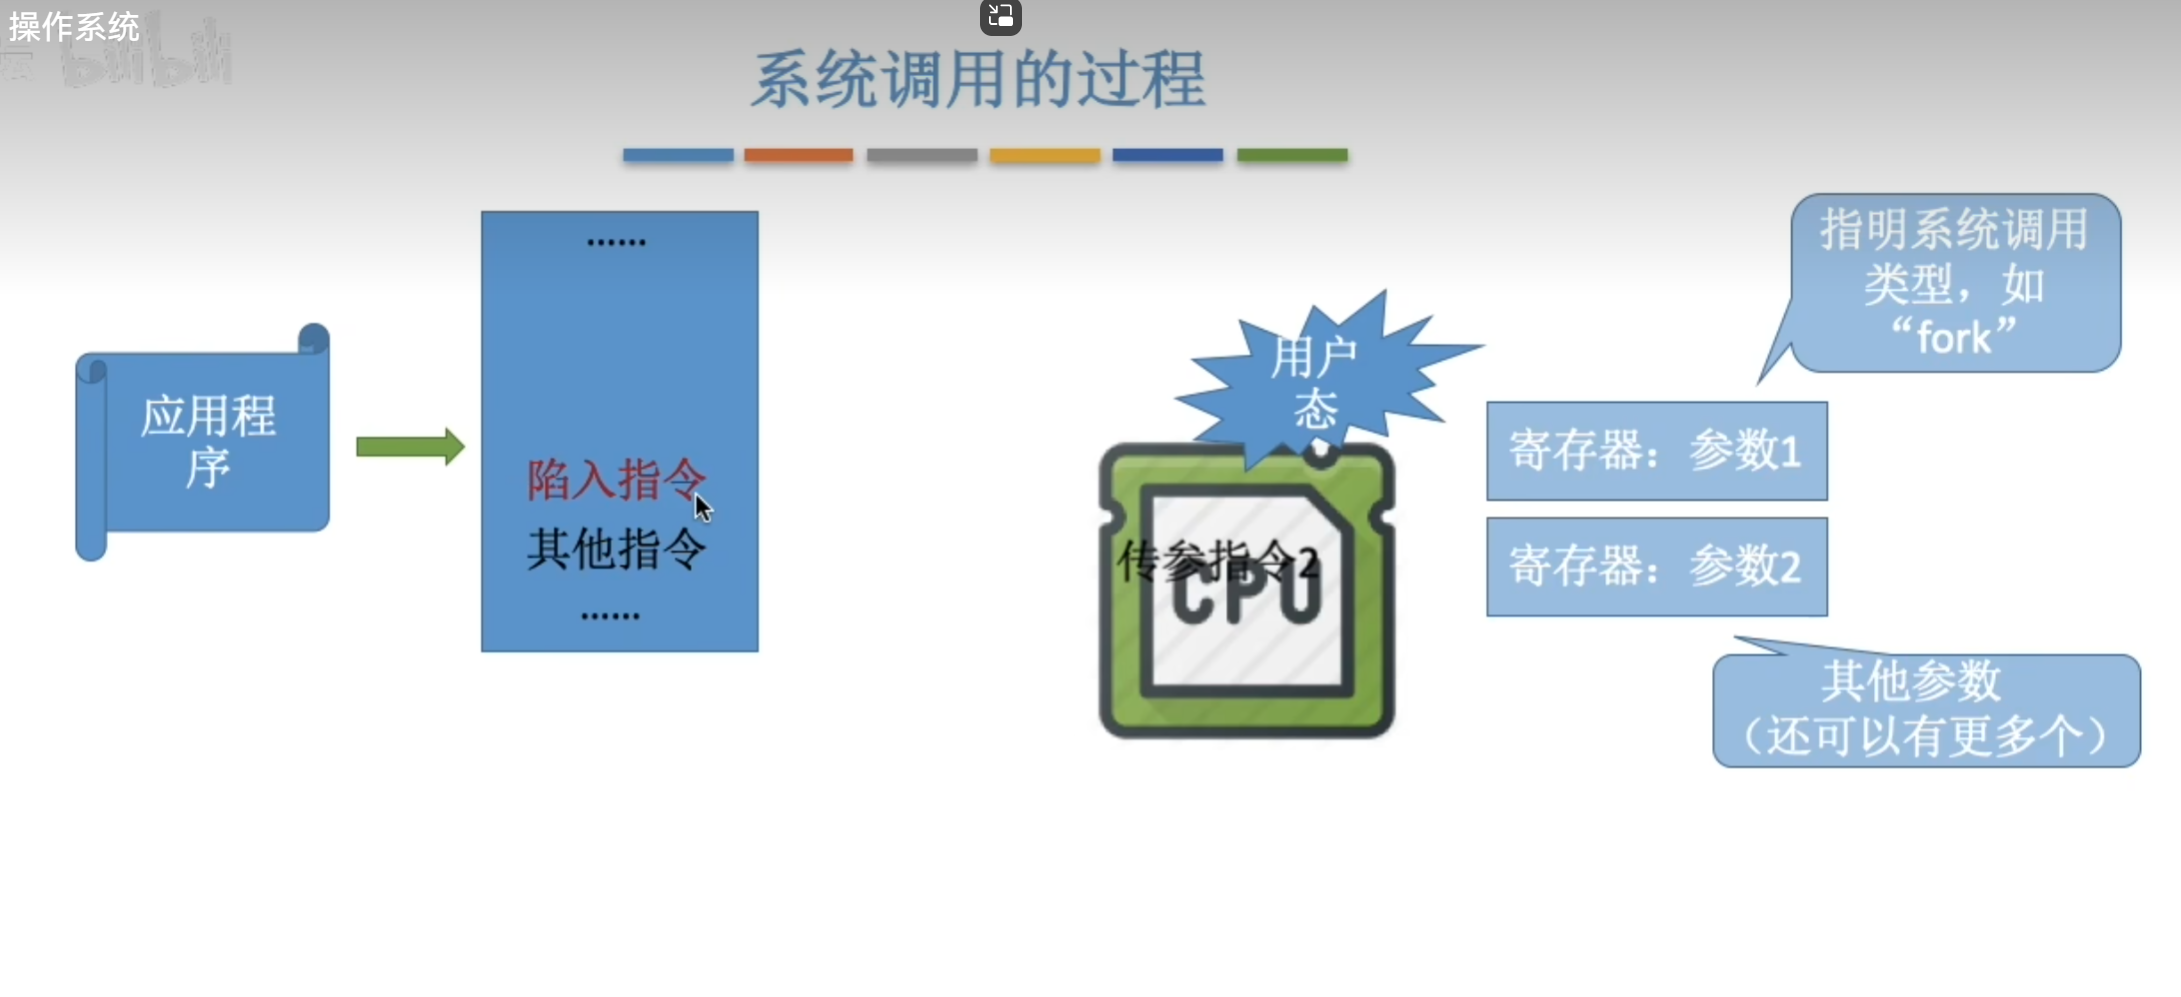 操作系统
bilibili
系统调用的过程
......
陷入指令
其他指令
......
应用程
序
用户
态
传参指令2
CPU
指明系统调用
类型，如
“fork”
寄存器：参数1
寄存器：参数2
其他参数
（还可以有更多个）